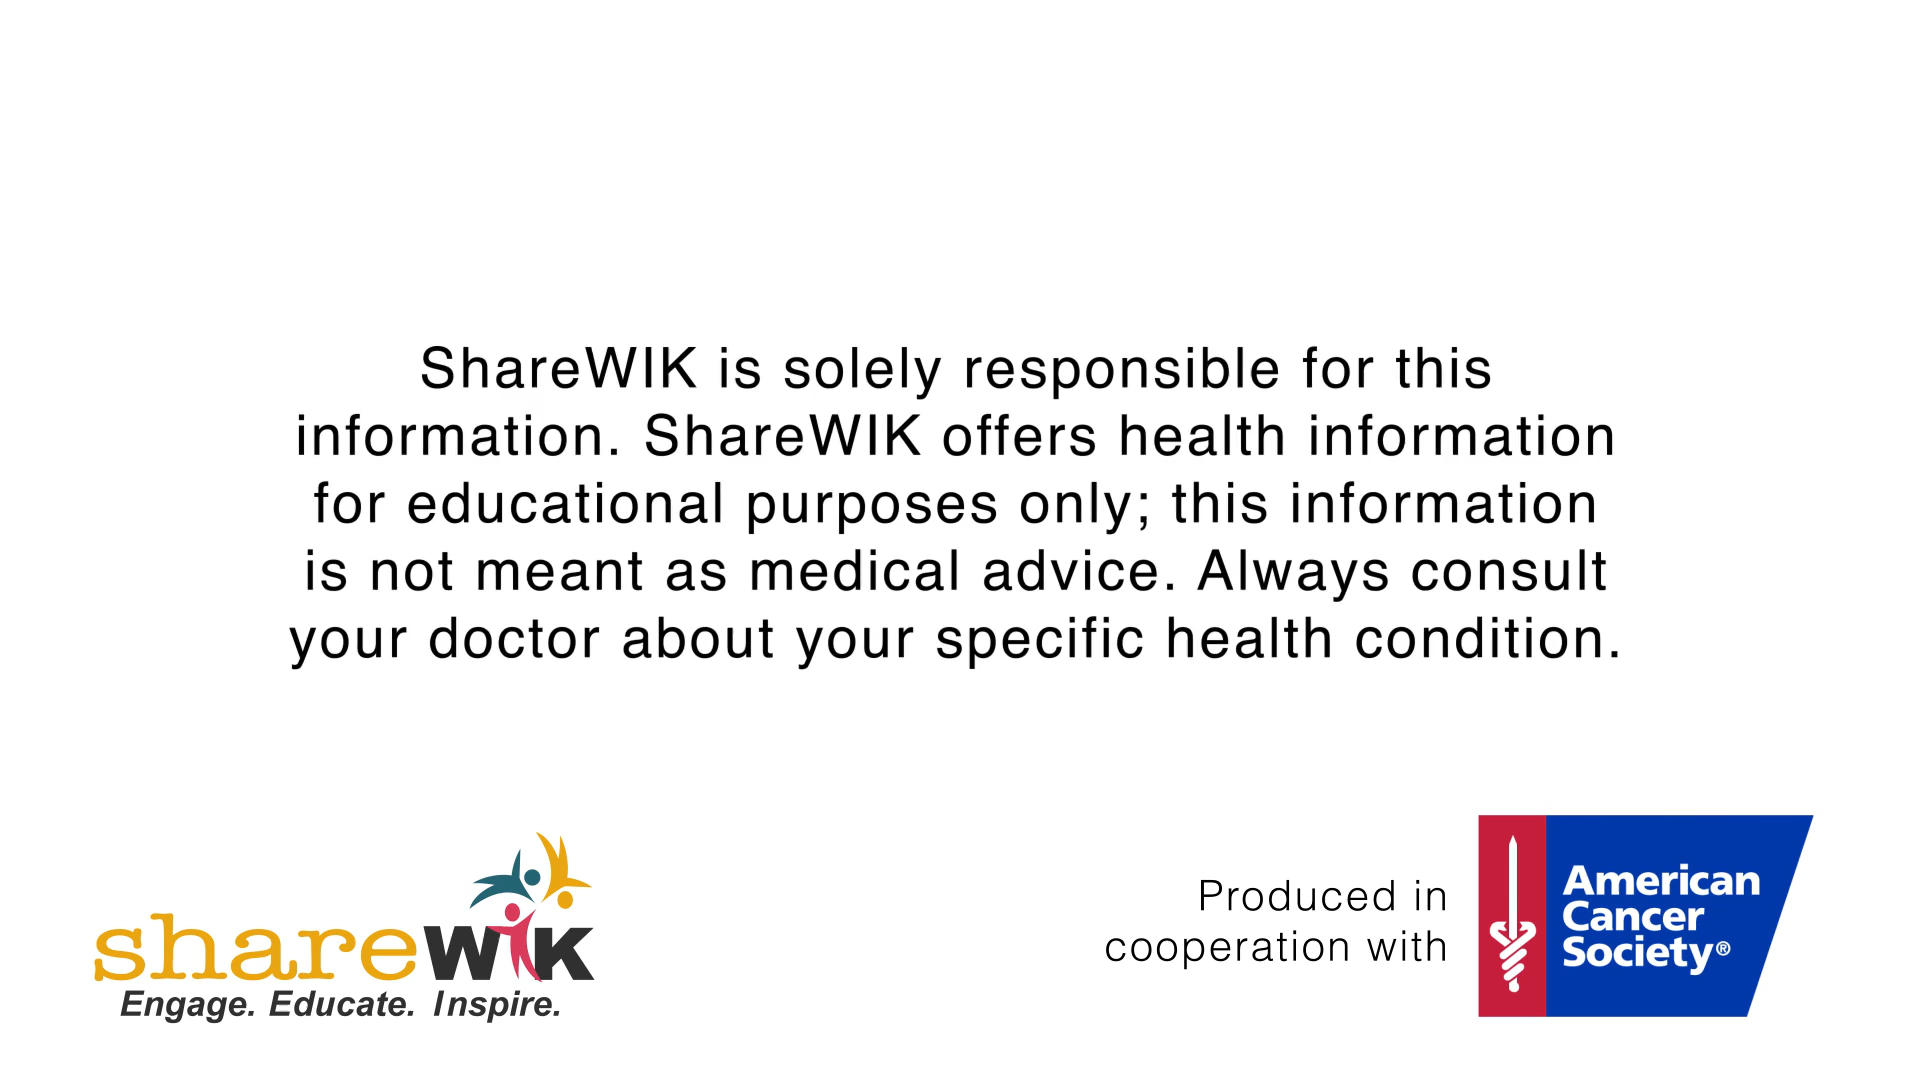 ShareWIK is solely responsible for this
information. ShareWIK offers health information
for educational purposes only; this information
is not meant as medical advice. Always consult
your doctor about your specific health condition.
shareWIK
Engage. Educate. Inspire.
Produced in
cooperation with
American
Cancer
Society®